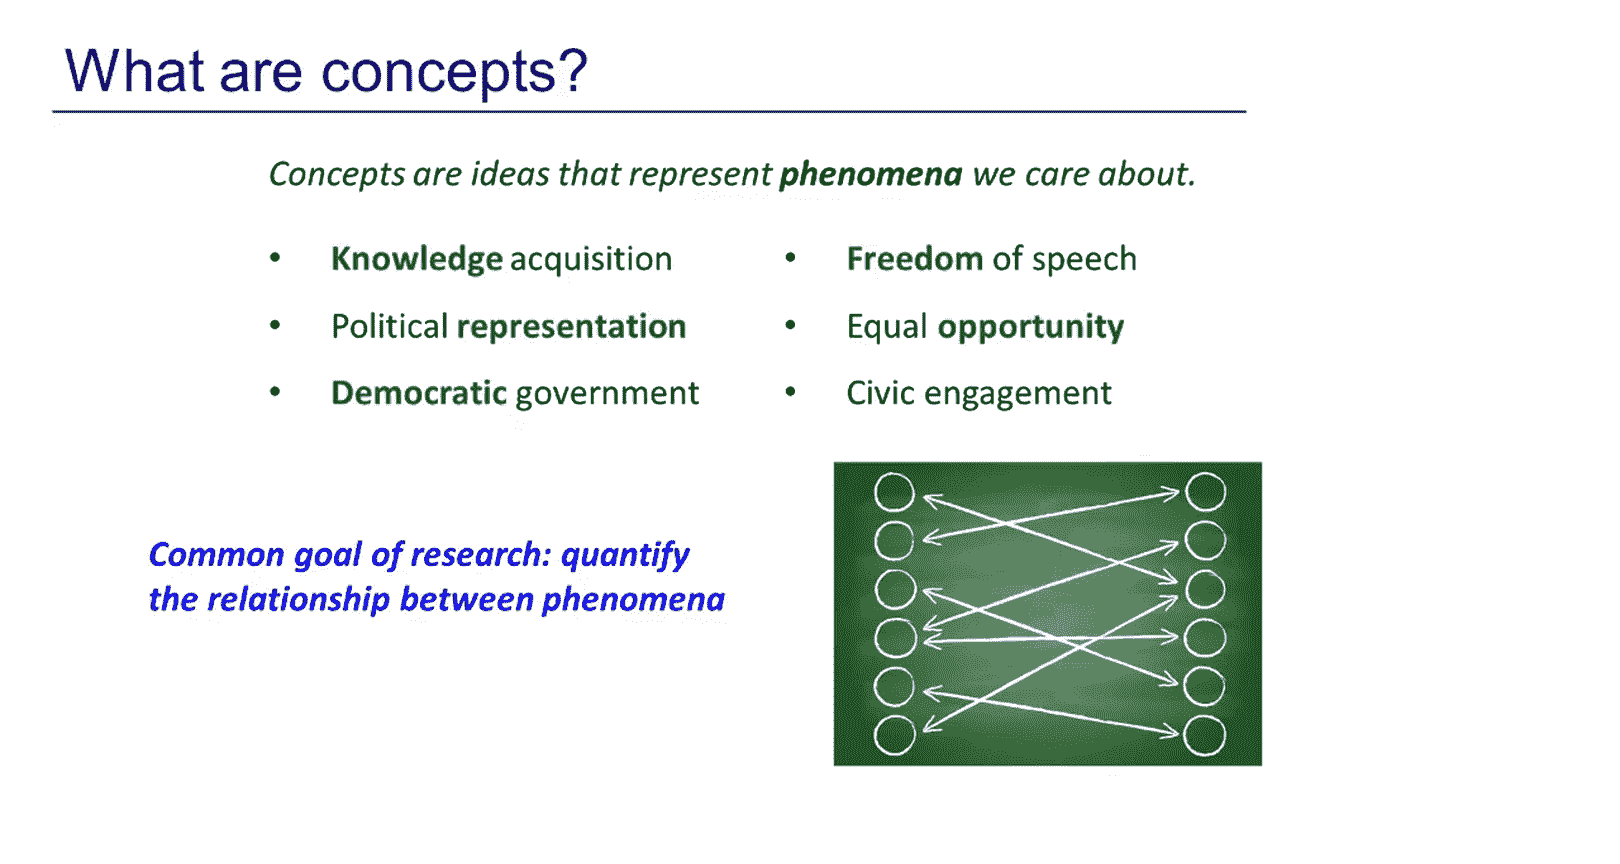 What are concepts?
Concepts are ideas that represent phenomena we care about.
• Knowledge acquisition
• Political representation
• Democratic government
• Freedom of speech
• Equal opportunity
• Civic engagement
Common goal of research: quantify
the relationship between phenomena